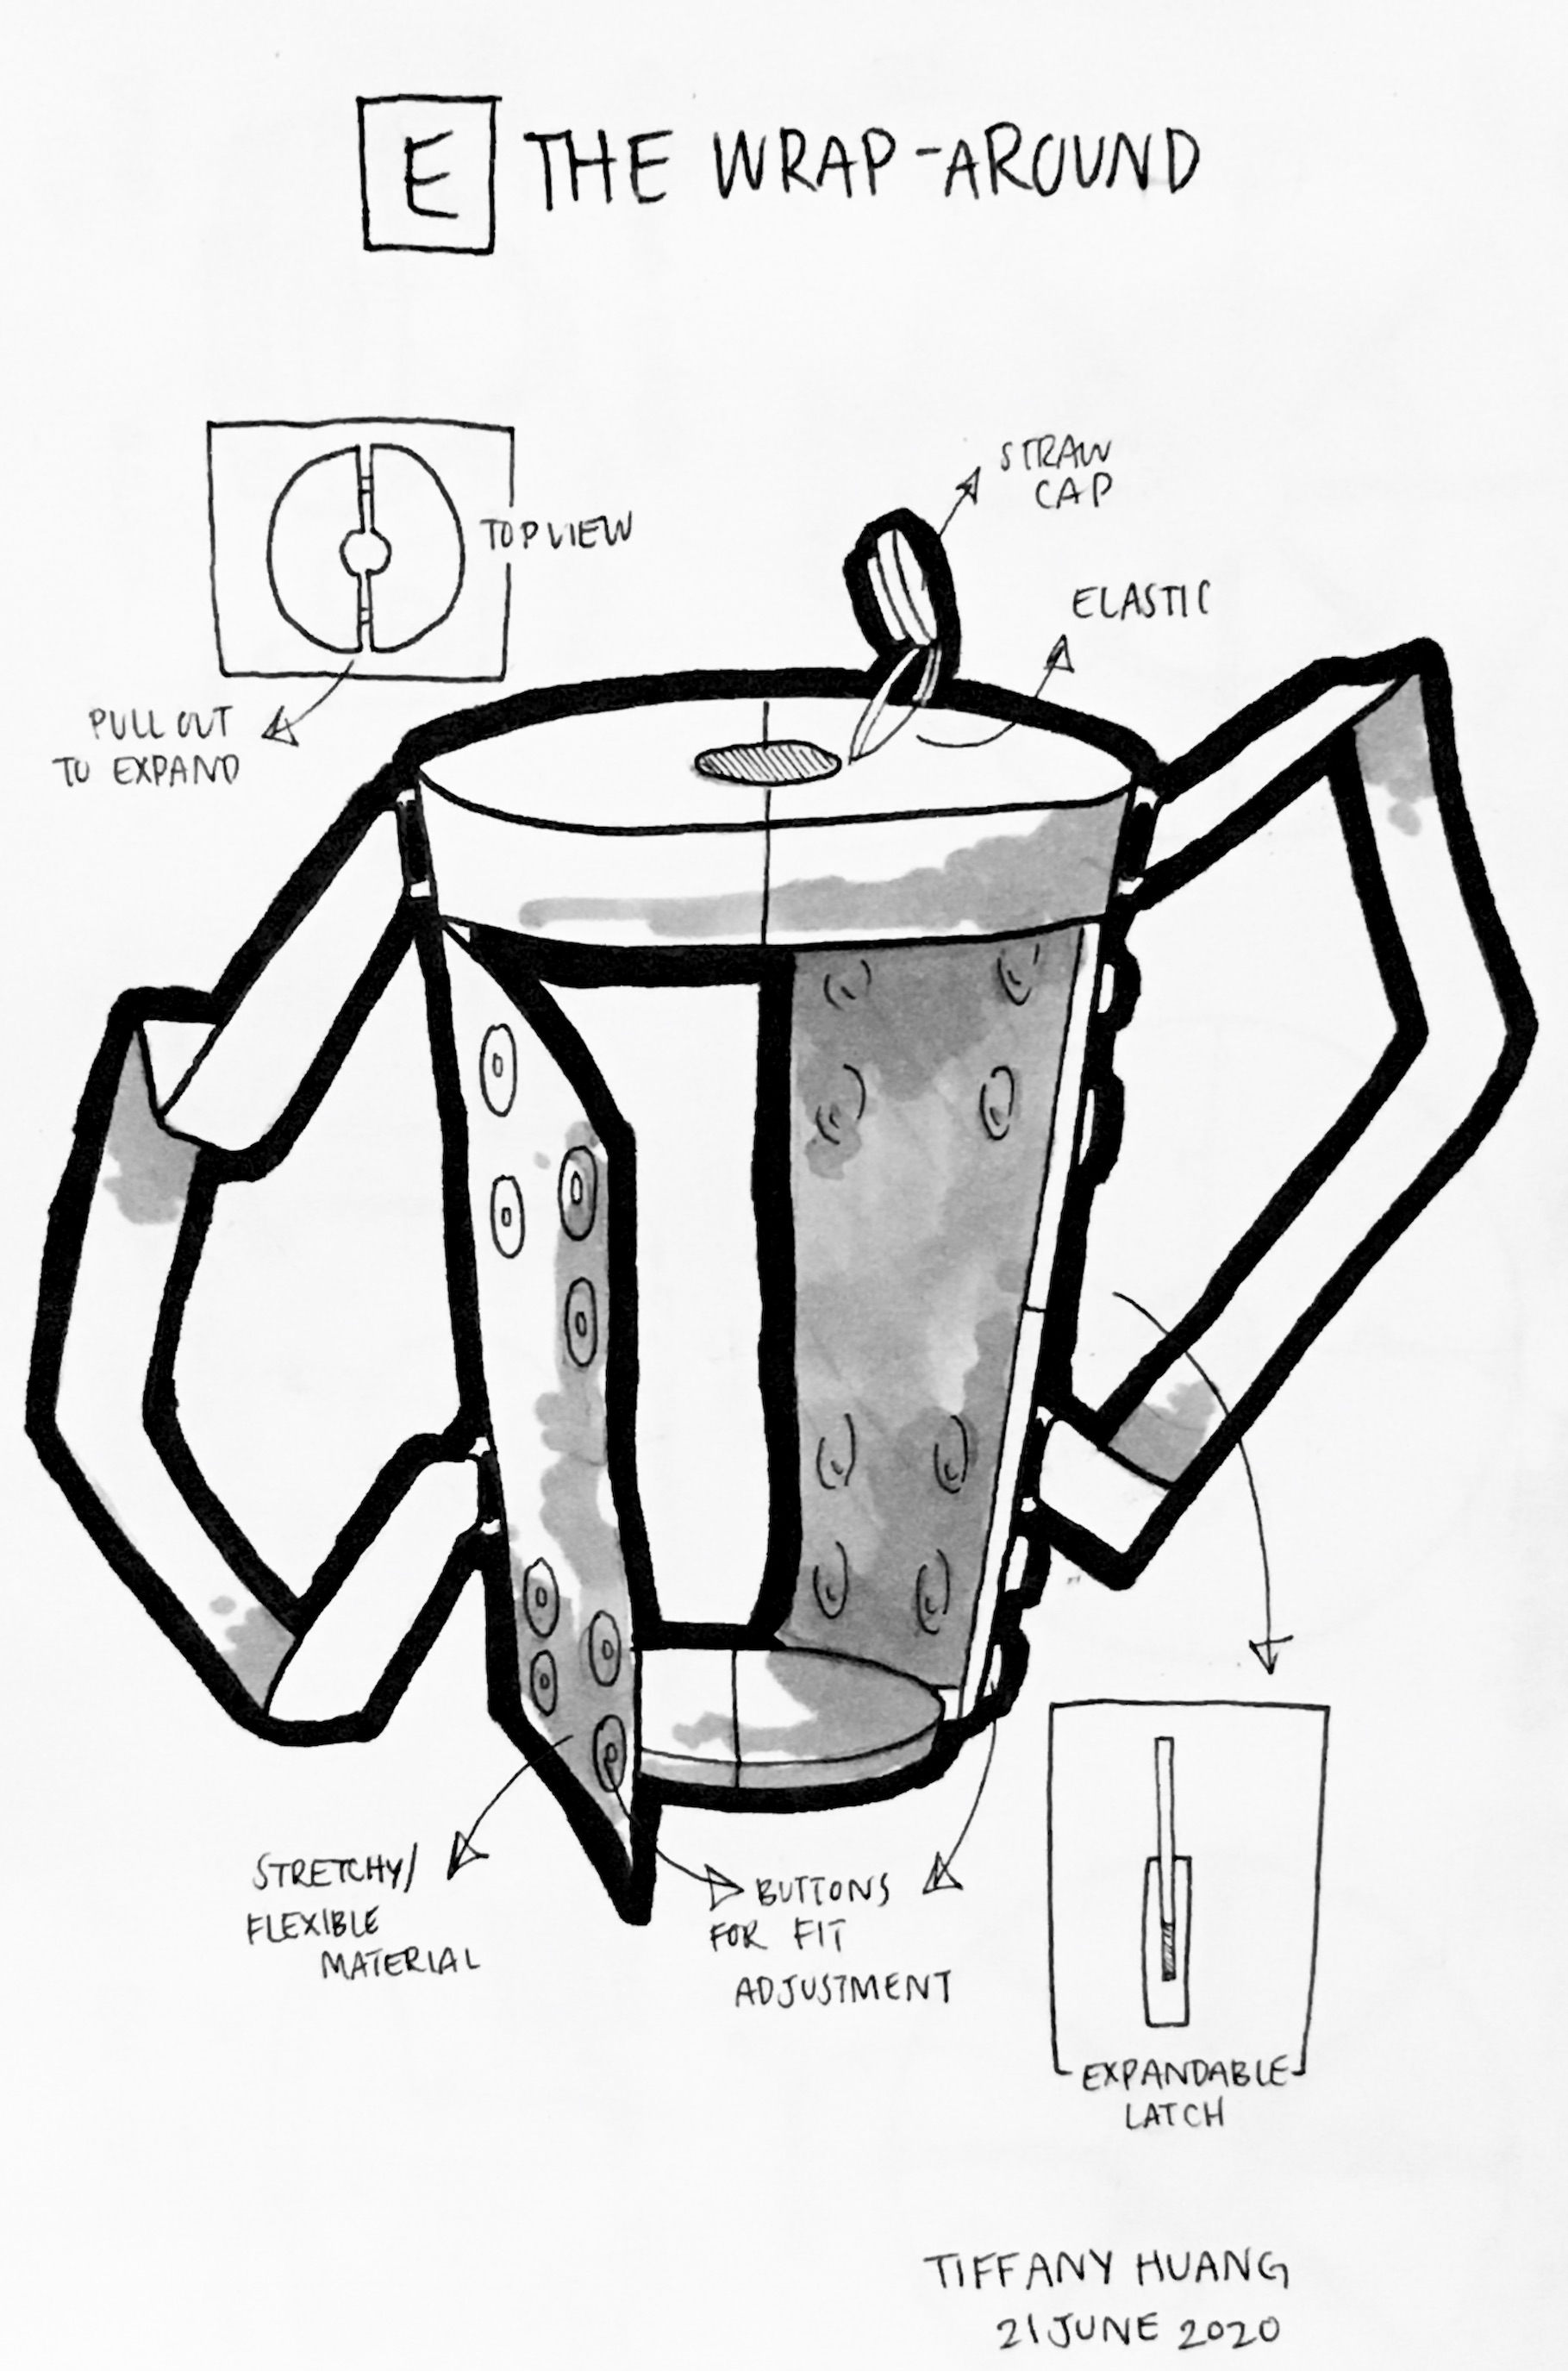 E THE WRAP-AROUND
STRAW
CAP
TOP VIEW
ELASTIC
PULL OUT
TO EXPAND
STRETCHY/
FLEXIBLE
MATERIAL
BUTTONS
FOR FIT
ADJUSTMENT
EXPANDABLE
LATCH
TIFFANY HUANG
21 JUNE 2020